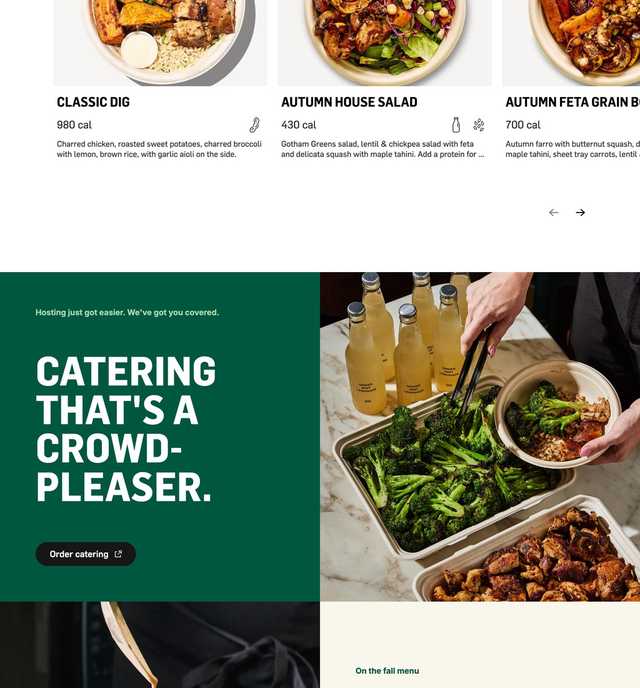 CLASSIC DIG
980 cal
Charred chicken, roasted sweet potatoes, charred broccoli
with lemon, brown rice, with garlic aioli on the side.
AUTUMN HOUSE SALAD
430 cal
Gotham Greens salad, lentil & chickpea salad with feta
and delicata squash with maple tahini. Add a protein for ...
AUTUMN FETA GRAIN
700 cal
Autumn farro with butternut squash,
maple tahini, sheet tray carrots, lentil
Hosting just got easier. We've got you covered.
CATERING
THAT'S A
CROWD-
PLEASER.
Order catering
On the fall menu